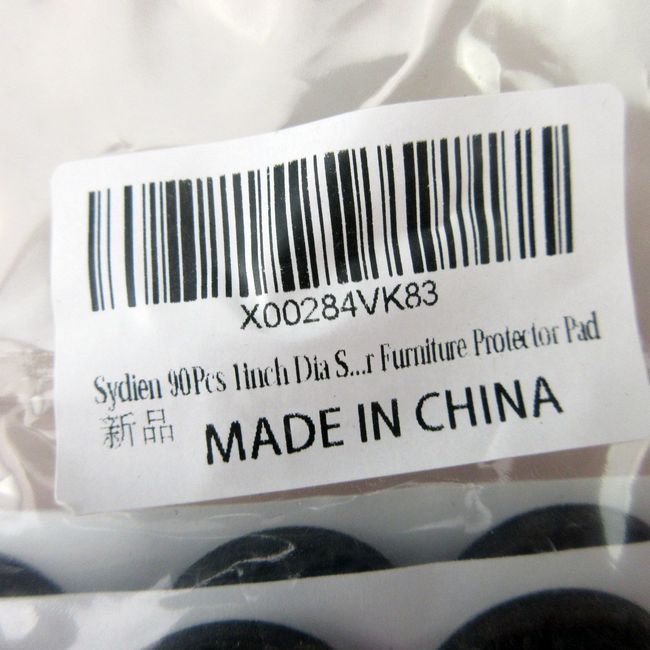 X00284VK83
Sydien 90Pcs 1inch Dia S...r Furniture Protector Pad
新品
MADE IN CHINA